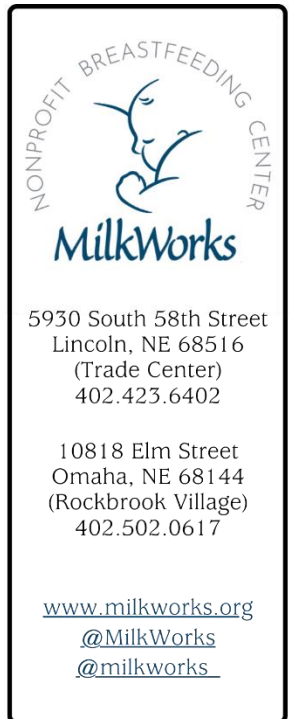 NONPROFIT BREASTFEEDING CENTER
MilkWorks
5930 South 58th Street
Lincoln, NE 68516
(Trade Center)
402.423.6402
10818 Elm Street
Omaha, NE 68144
(Rockbrook Village)
402.502.0617
www.milkworks.org
@MilkWorks
@milkworks_